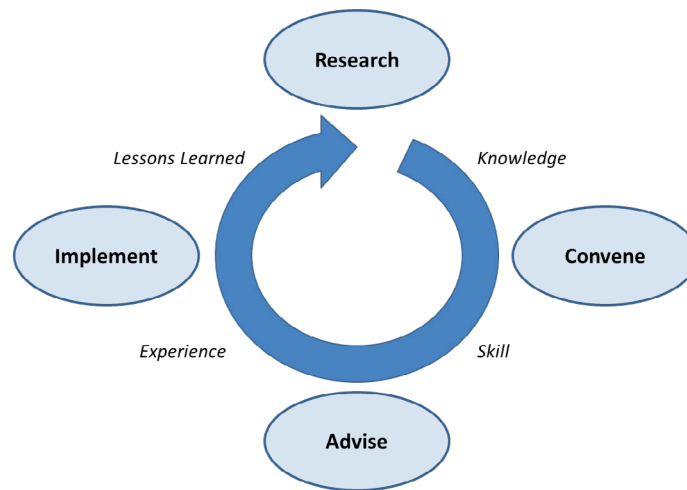 Research
Lessons Learned
Knowledge
Implement
Convene
Experience
Skill
Advise